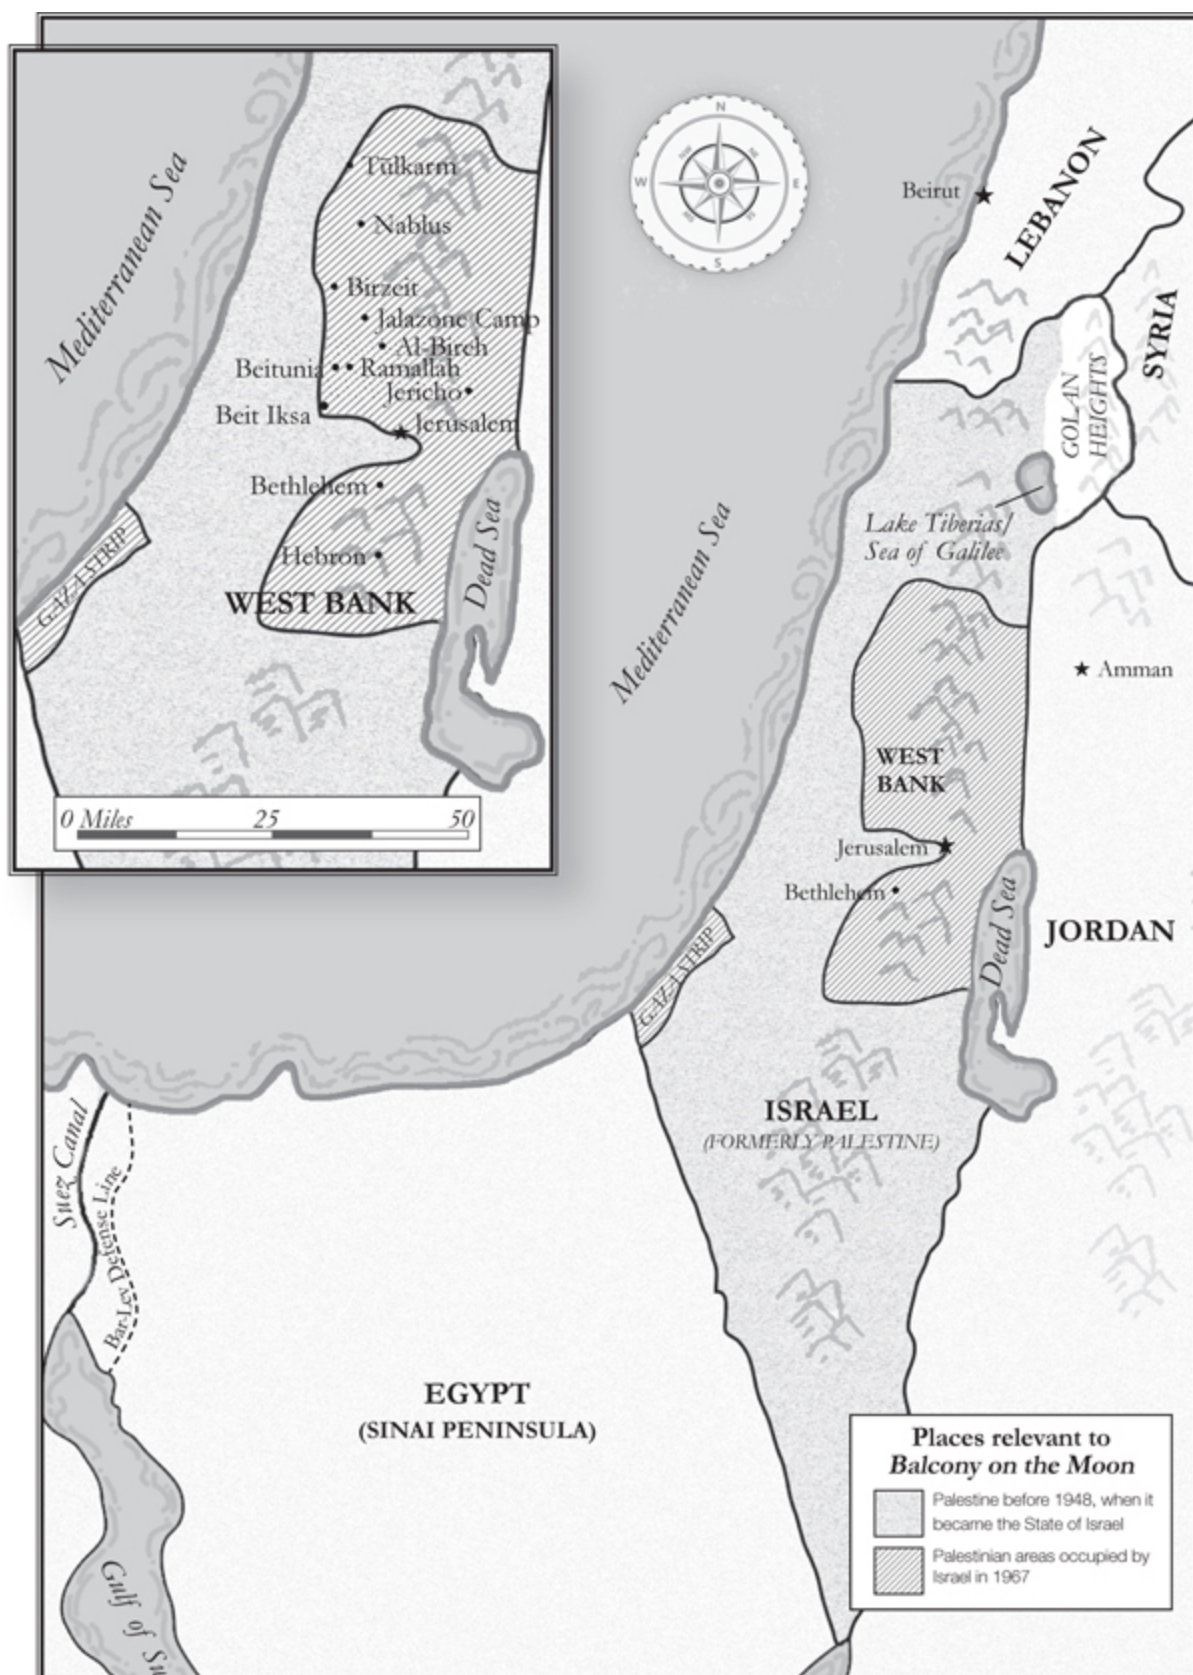 Mediterranean Sea
Tūlkarm
Nablus
Birzeit
Jalazone Camp
Al-Bireh
Beitunia
Ramallah
Jericho
Beit Iksa
Jerusalem
Bethlehem
Hebron
WEST BANK
GAZA STRIP
Dead Sea
0 Miles 25 50
N
NE
E
SE
S
W
Beirut
LEBANON
SYRIA
GOLAN
HEIGHTS
Lake Tiberias/
Sea of Galilee
Mediterranean Sea
Amman
WEST
BANK
Jerusalem
Bethlehem
Dead Sea
JORDAN
GAZA STRIP
ISRAEL
(FORMERLY PALESTINE)
Suez Canal
Bar-Lev Defense Line
EGYPT
(SINAI PENINSULA)
Gulf of Su
Places relevant to
Balcony on the Moon
Palestine before 1948, when it
became the State of Israel
Palestinian areas occupied by
Israel in 1967